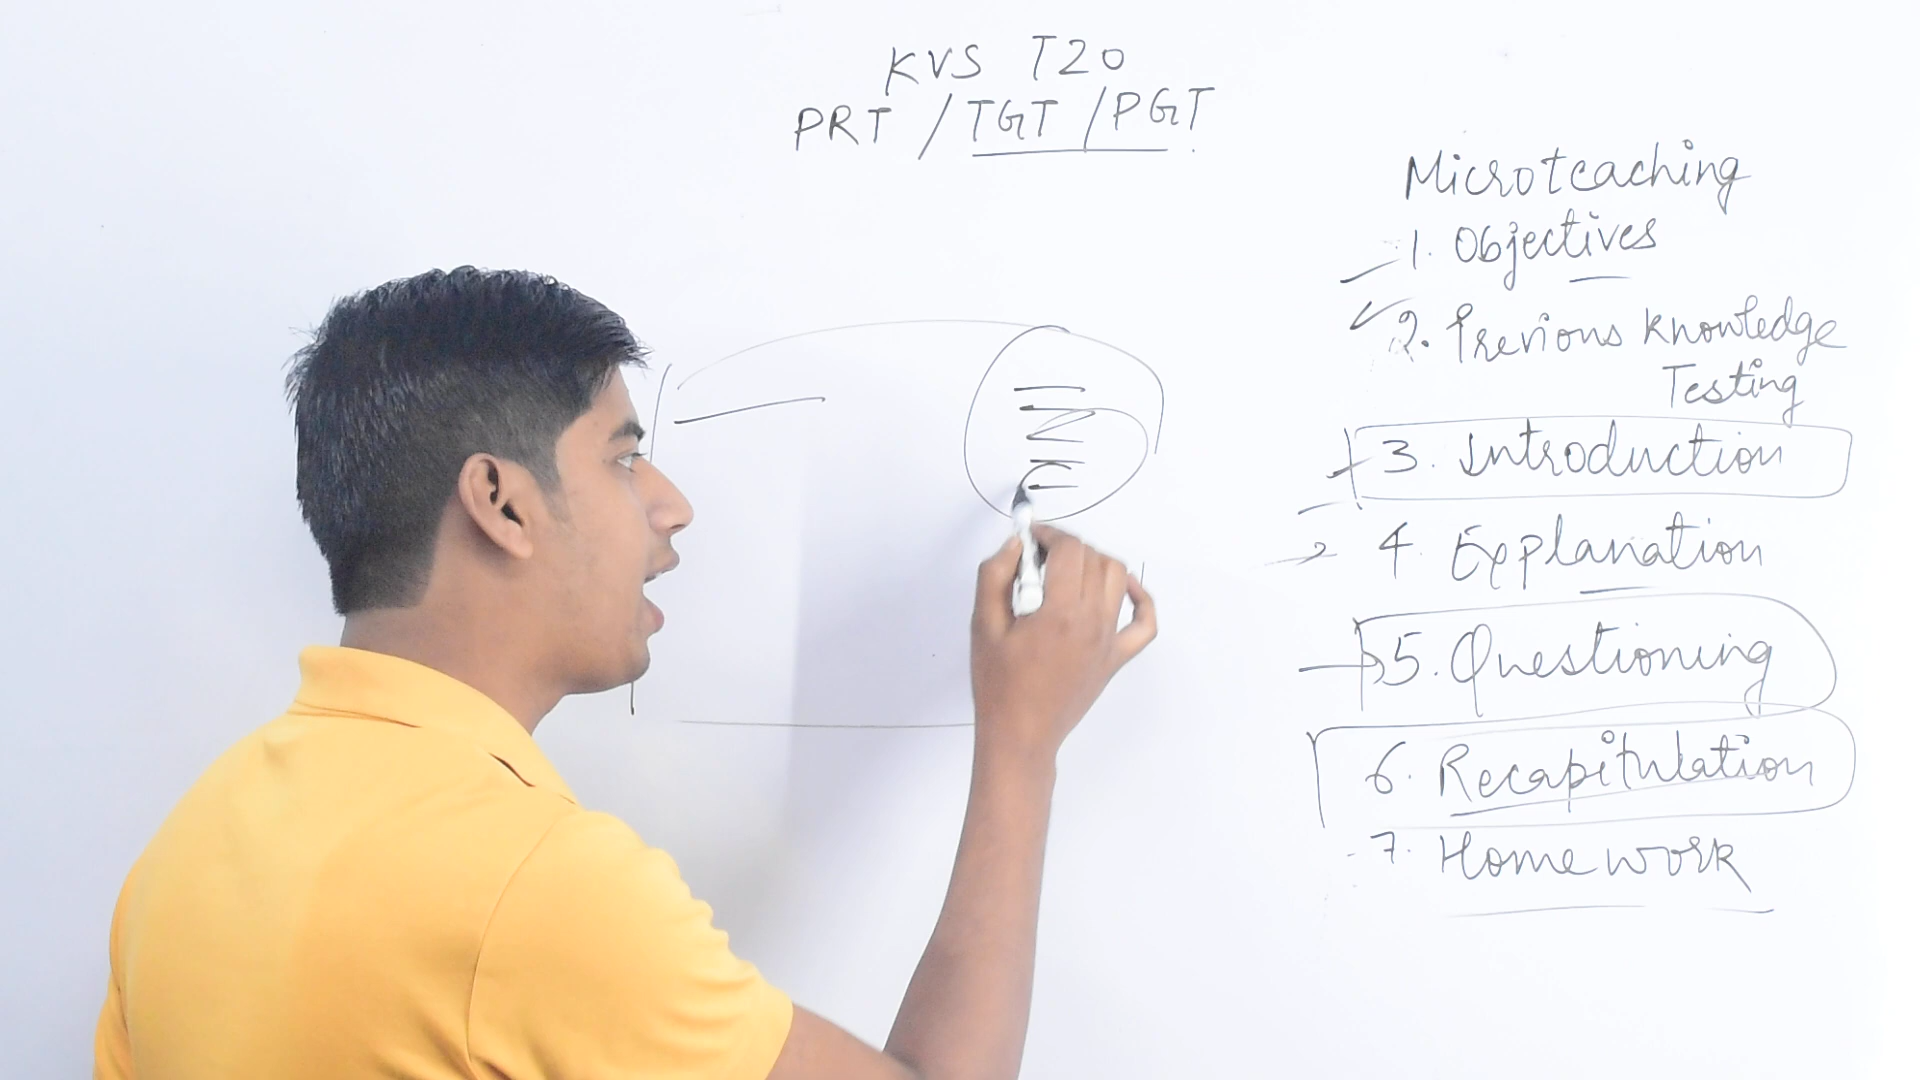 KVS T20
PRT / TGT / PGT
Microteaching
1. Objectives
2. Previous Knowledge
Testing
3. Introduction
4. Explanation
5. Questioning
6. Recapitulation
7. Homework